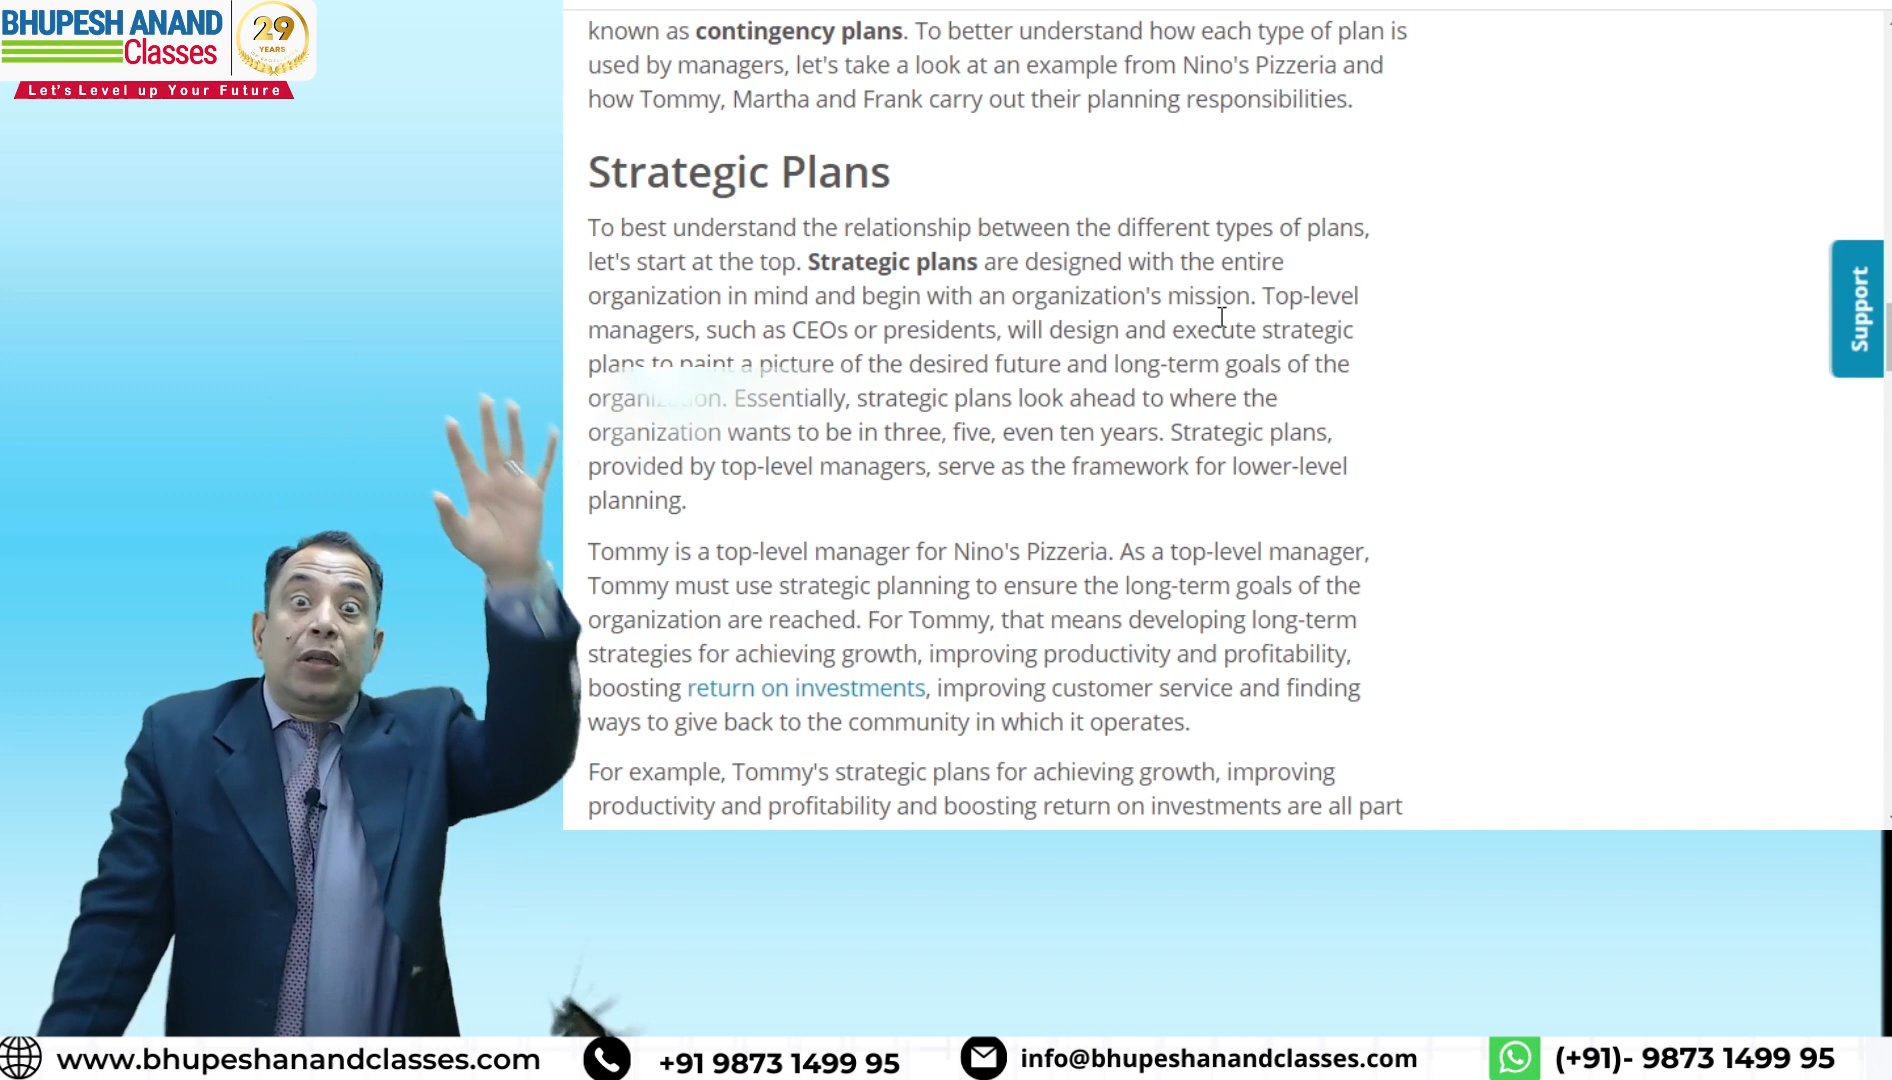 BHUPESH ANAND
Classes
29
YEARS
Let's Level up Your Future
known as contingency plans. To better understand how each type of plan is
used by managers, let's take a look at an example from Nino's Pizzeria and
how Tommy, Martha and Frank carry out their planning responsibilities.
Strategic Plans
To best understand the relationship between the different types of plans,
let's start at the top. Strategic plans are designed with the entire
organization in mind and begin with an organization's mission. Top-level
managers, such as CEOs or presidents, will design and execute strategic
plans to paint a picture of the desired future and long-term goals of the
organization. Essentially, strategic plans look ahead to where the
organization wants to be in three, five, even ten years. Strategic plans,
provided by top-level managers, serve as the framework for lower-level
planning.
Tommy is a top-level manager for Nino's Pizzeria. As a top-level manager,
Tommy must use strategic planning to ensure the long-term goals of the
organization are reached. For Tommy, that means developing long-term
strategies for achieving growth, improving productivity and profitability,
boosting return on investments, improving customer service and finding
ways to give back to the community in which it operates.
For example, Tommy's strategic plans for achieving growth, improving
productivity and profitability and boosting return on investments are all part
Support
www.bhupeshanandclasses.com
+91 9873 1499 95
info@bhupeshanandclasses.com
(+91)- 9873 1499 95